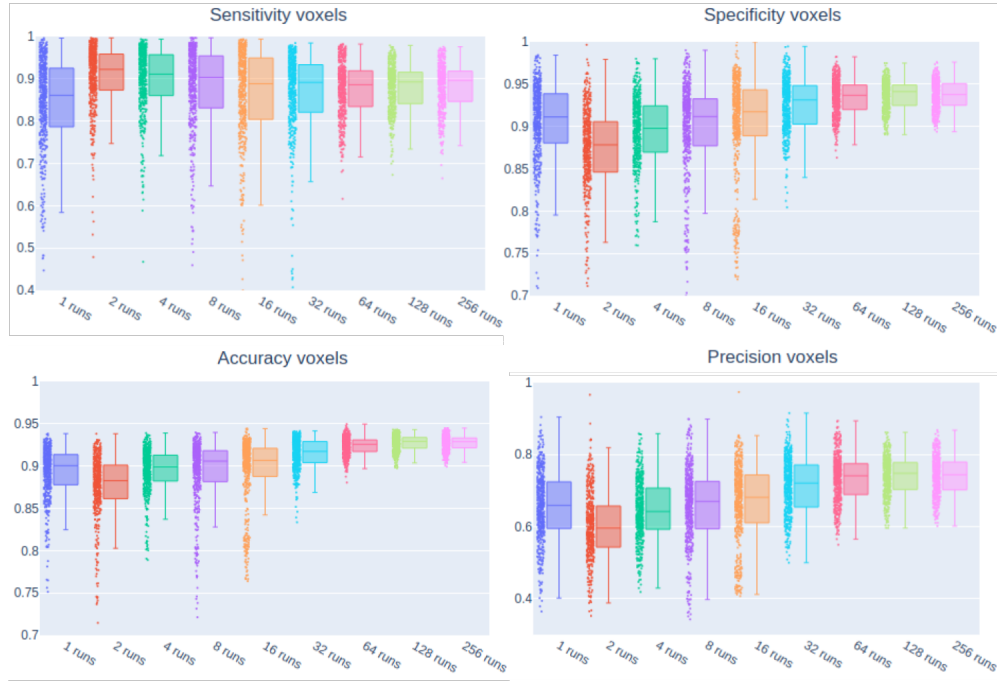 Sensitivity voxels
1
0.9
0.8
0.7
0.6
0.5
0.4
1 runs
2 runs
4 runs
8 runs
16 runs
32 runs
64 runs
128 runs
256 runs
Specificity voxels
1
0.95
0.9
0.85
0.8
0.75
0.7
1 runs
2 runs
4 runs
8 runs
16 runs
32 runs
64 runs
128 runs
256 runs
Accuracy voxels
1
0.95
0.9
0.85
0.8
0.75
0.7
1 runs
2 runs
4 runs
8 runs
16 runs
32 runs
64 runs
128 runs
256 runs
Precision voxels
1
0.8
0.6
0.4
1 runs
2 runs
4 runs
8 runs
16 runs
32 runs
64 runs
128 runs
256 runs